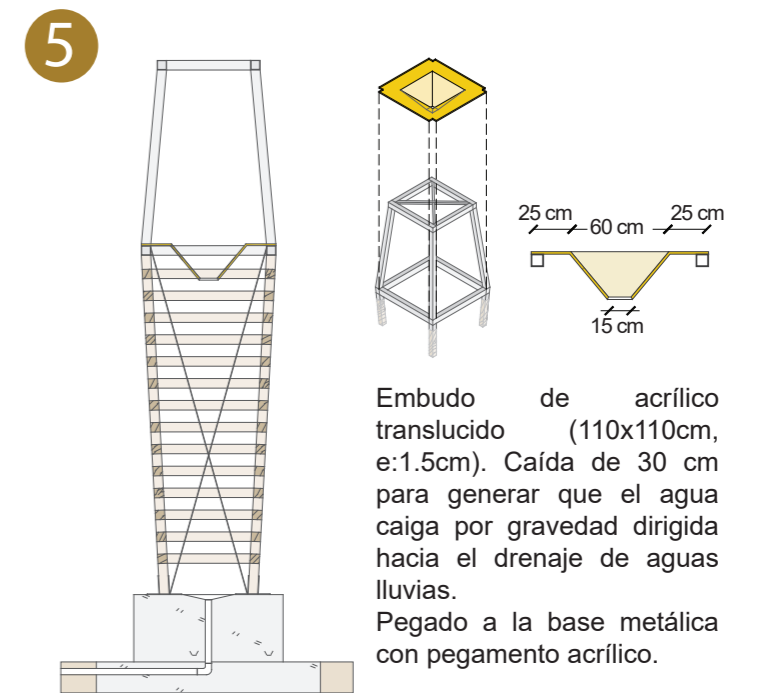 5
25 cm 60 cm 25 cm
15 cm
Embudo de acrílico
translucido (110x110cm,
e:1.5cm). Caída de 30 cm
para generar que el agua
caiga por gravedad dirigida
hacia el drenaje de aguas
lluvias.
Pegado a la base metálica
con pegamento acrílico.